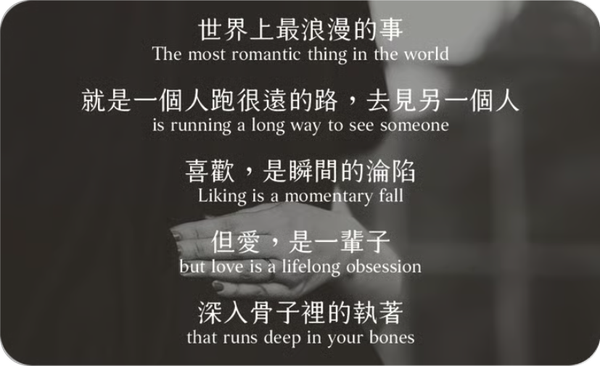 世界上最浪漫的事
The most romantic thing in the world
就是一個人跑很遠的路，去見另一個人
is running a long way to see someone
喜歡，是瞬間的淪陷
Liking is a momentary fall
但愛，是一輩子
but love is a lifelong obsession
深入骨子裡的執著
that runs deep in your bones